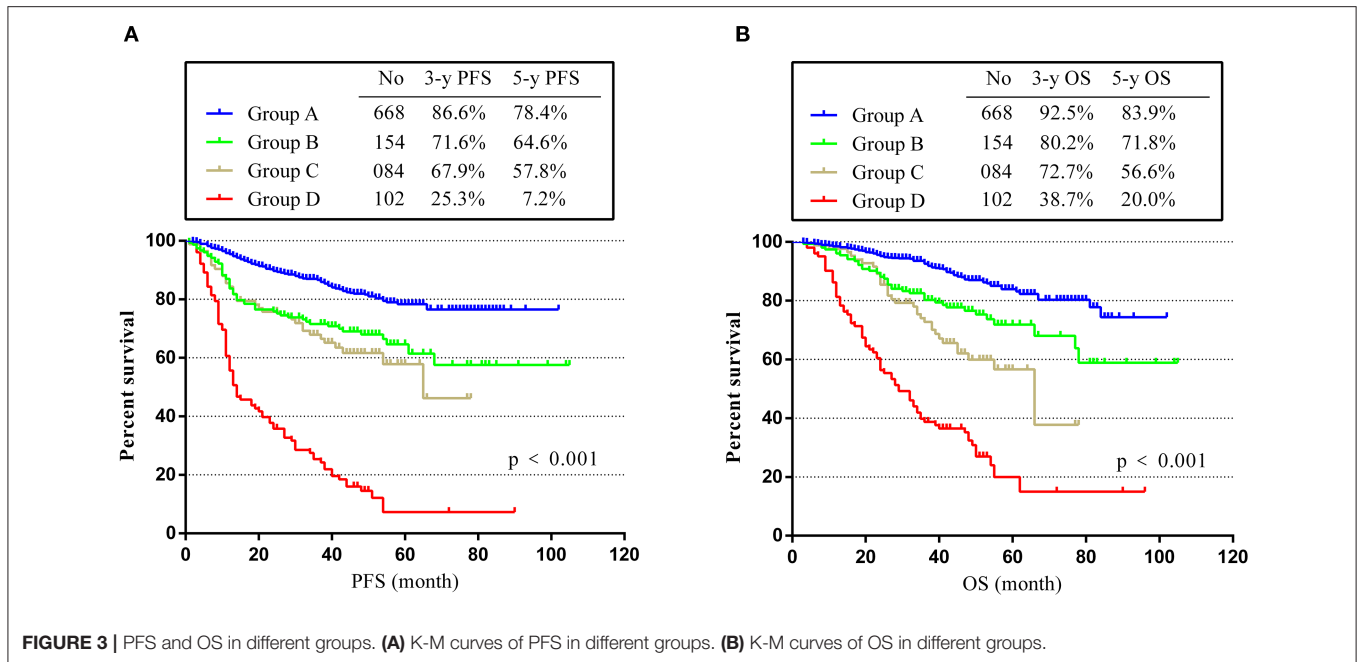 A
No 3-y PFS 5-y PFS
Group A 668 86.6% 78.4%
Group B 154 71.6% 64.6%
Group C 084 67.9% 57.8%
Group D 102 25.3% 7.2%
100
80
60
40
20
0
Percent survival
p < 0.001
0 20 40 60 80 100 120
PFS (month)
B
No 3-y OS 5-y OS
Group A 668 92.5% 83.9%
Group B 154 80.2% 71.8%
Group C 084 72.7% 56.6%
Group D 102 38.7% 20.0%
100
80
60
40
20
0
Percent survival
p < 0.001
0 20 40 60 80 100 120
OS (month)
FIGURE 3 | PFS and OS in different groups. (A) K-M curves of PFS in different groups. (B) K-M curves of OS in different groups.